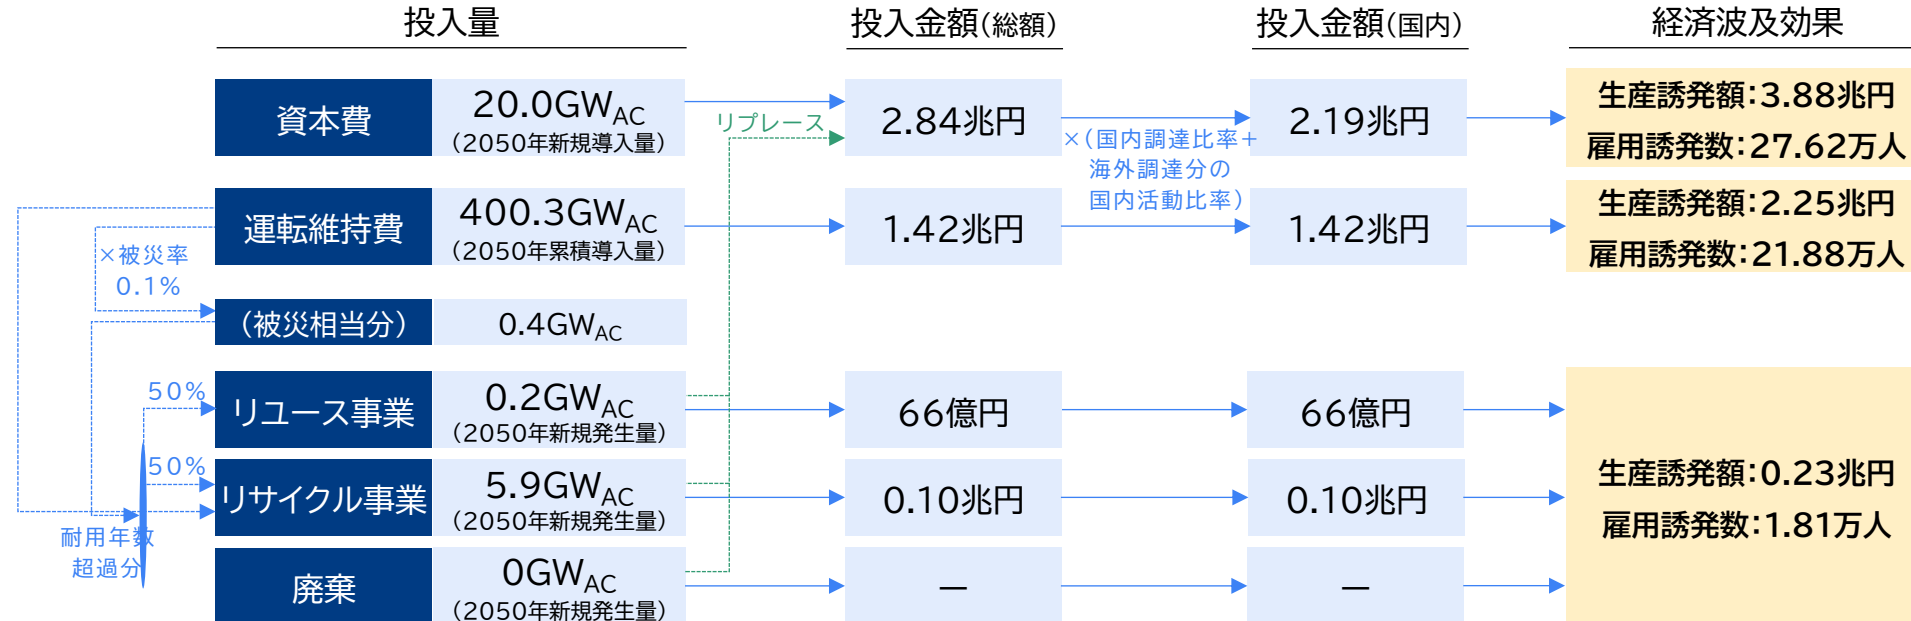 投入量
投入金額(総額)
投入金額(国内)
経済波及効果
資本費
20.0GWAC
(2050年新規導入量)
リプレース
2.84兆円
×(国内調達比率+
海外調達分の
国内活動比率)
2.19兆円
生産誘発額:3.88兆円
雇用誘発数:27.62万人
運転維持費
400.3GWAC
(2050年累積導入量)
1.42兆円
1.42兆円
生産誘発額:2.25兆円
雇用誘発数:21.88万人
×被災率
0.1%
(被災相当分)
0.4GWAC
50%
リユース事業
0.2GWAC
(2050年新規発生量)
66億円
66億円
50%
リサイクル事業
5.9GWAC
(2050年新規発生量)
0.10兆円
0.10兆円
生産誘発額:0.23兆円
雇用誘発数:1.81万人
耐用年数
超過分
廃棄
0GWAC
(2050年新規発生量)
−
−